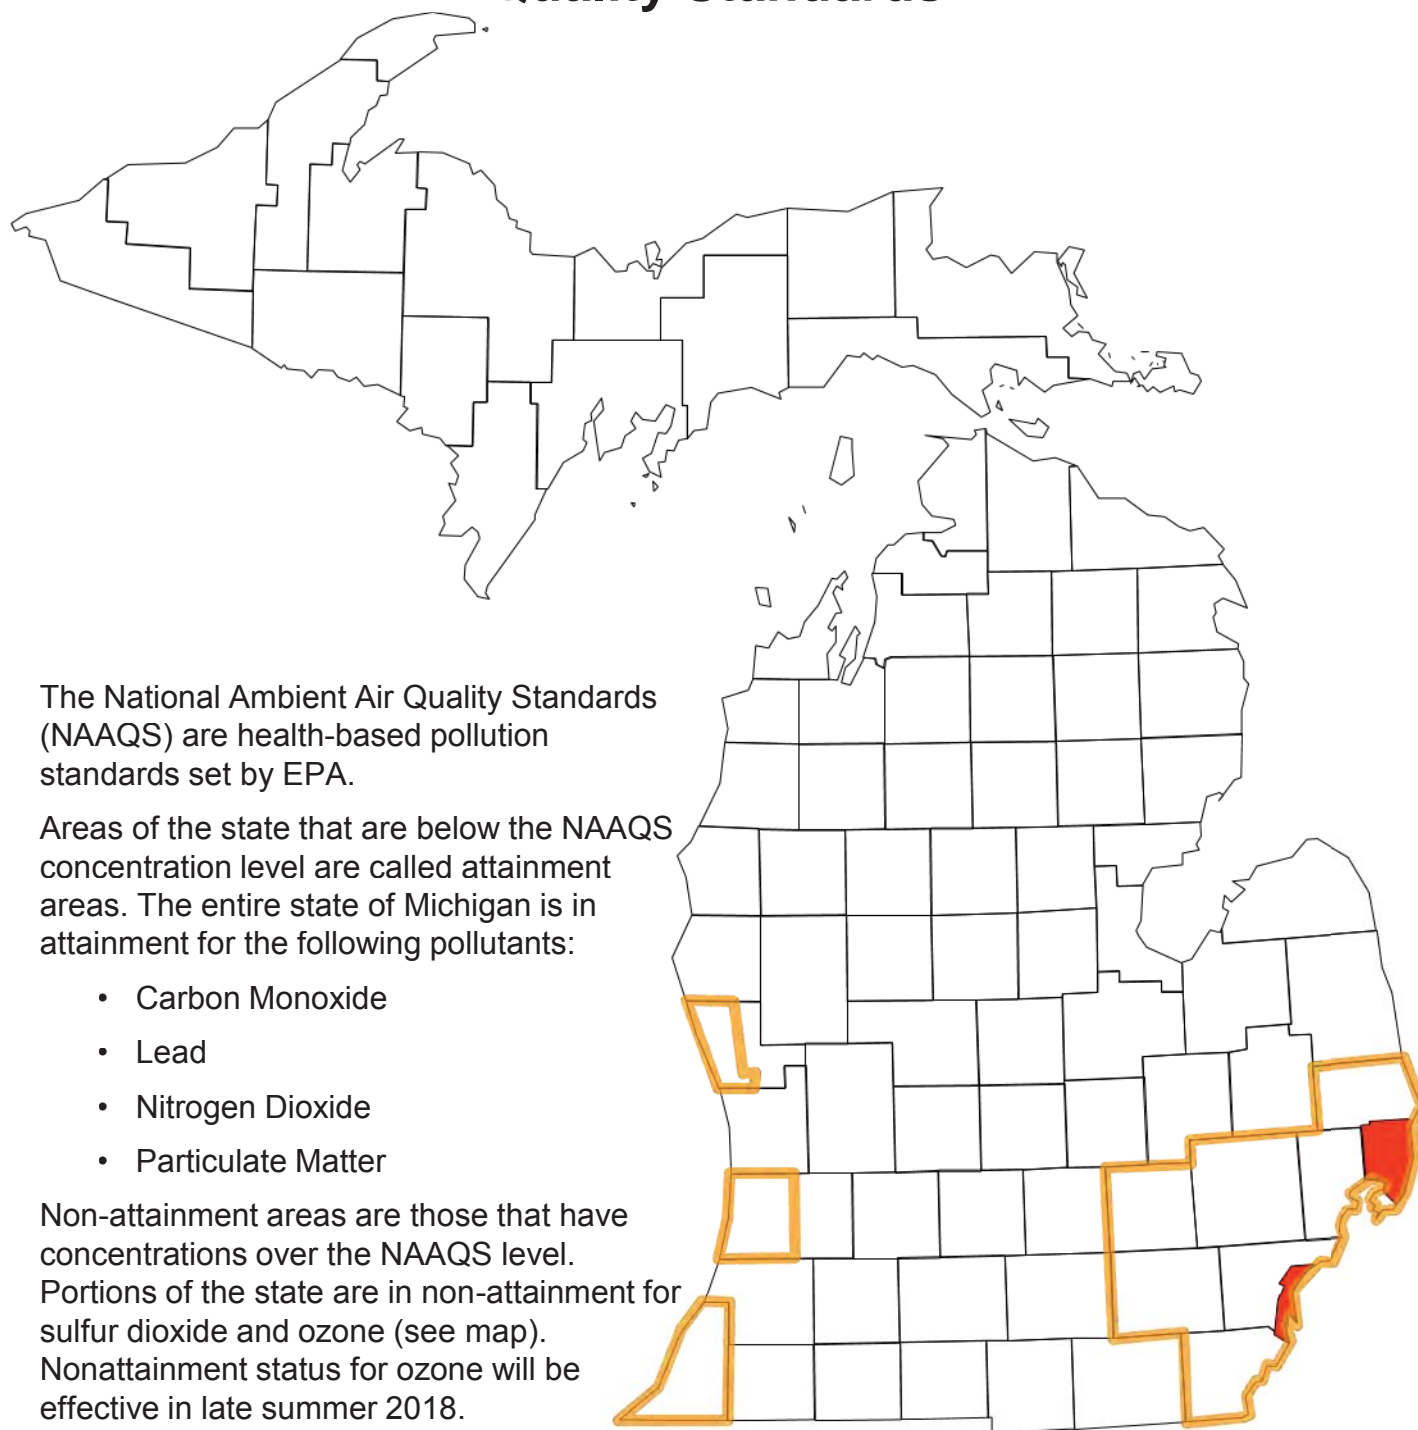 Quality Standards
The National Ambient Air Quality Standards
(NAAQS) are health-based pollution
standards set by EPA.
Areas of the state that are below the NAAQS
concentration level are called attainment
areas. The entire state of Michigan is in
attainment for the following pollutants:
• Carbon Monoxide
• Lead
• Nitrogen Dioxide
• Particulate Matter
Non-attainment areas are those that have
concentrations over the NAAQS level.
Portions of the state are in non-attainment for
sulfur dioxide and ozone (see map).
Nonattainment status for ozone will be
effective in late summer 2018.